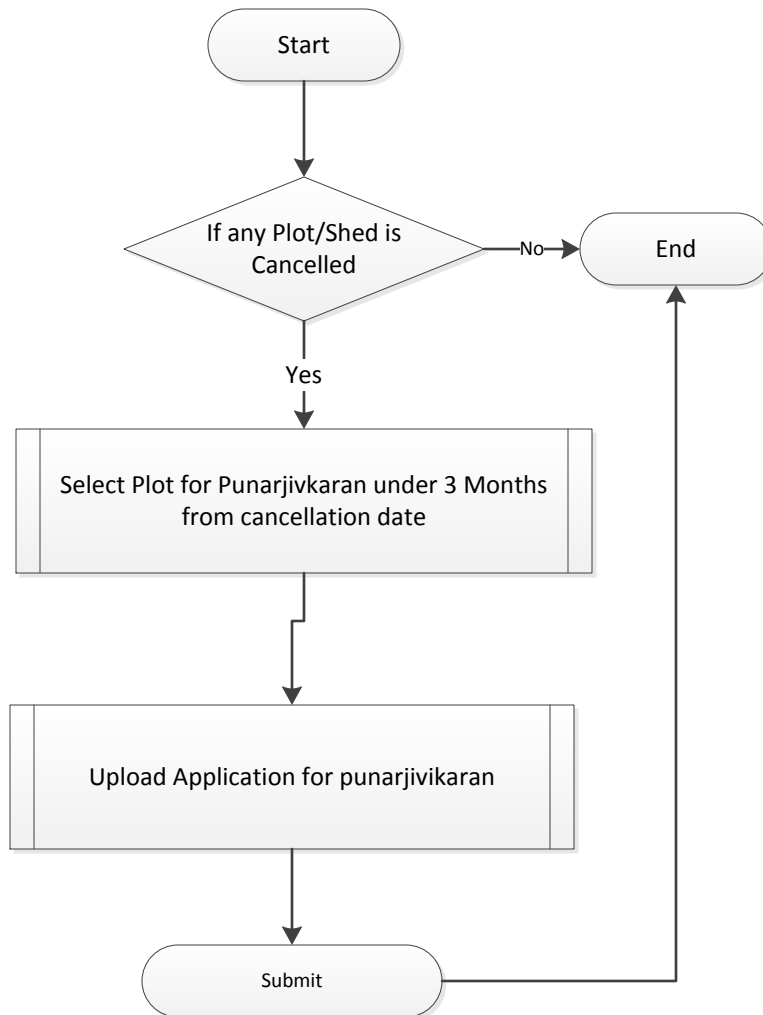 Start
If any Plot/Shed is
Cancelled
No
End
Yes
Select Plot for Punarjivkaran under 3 Months
from cancellation date
Upload Application for punarjivikaran
Submit